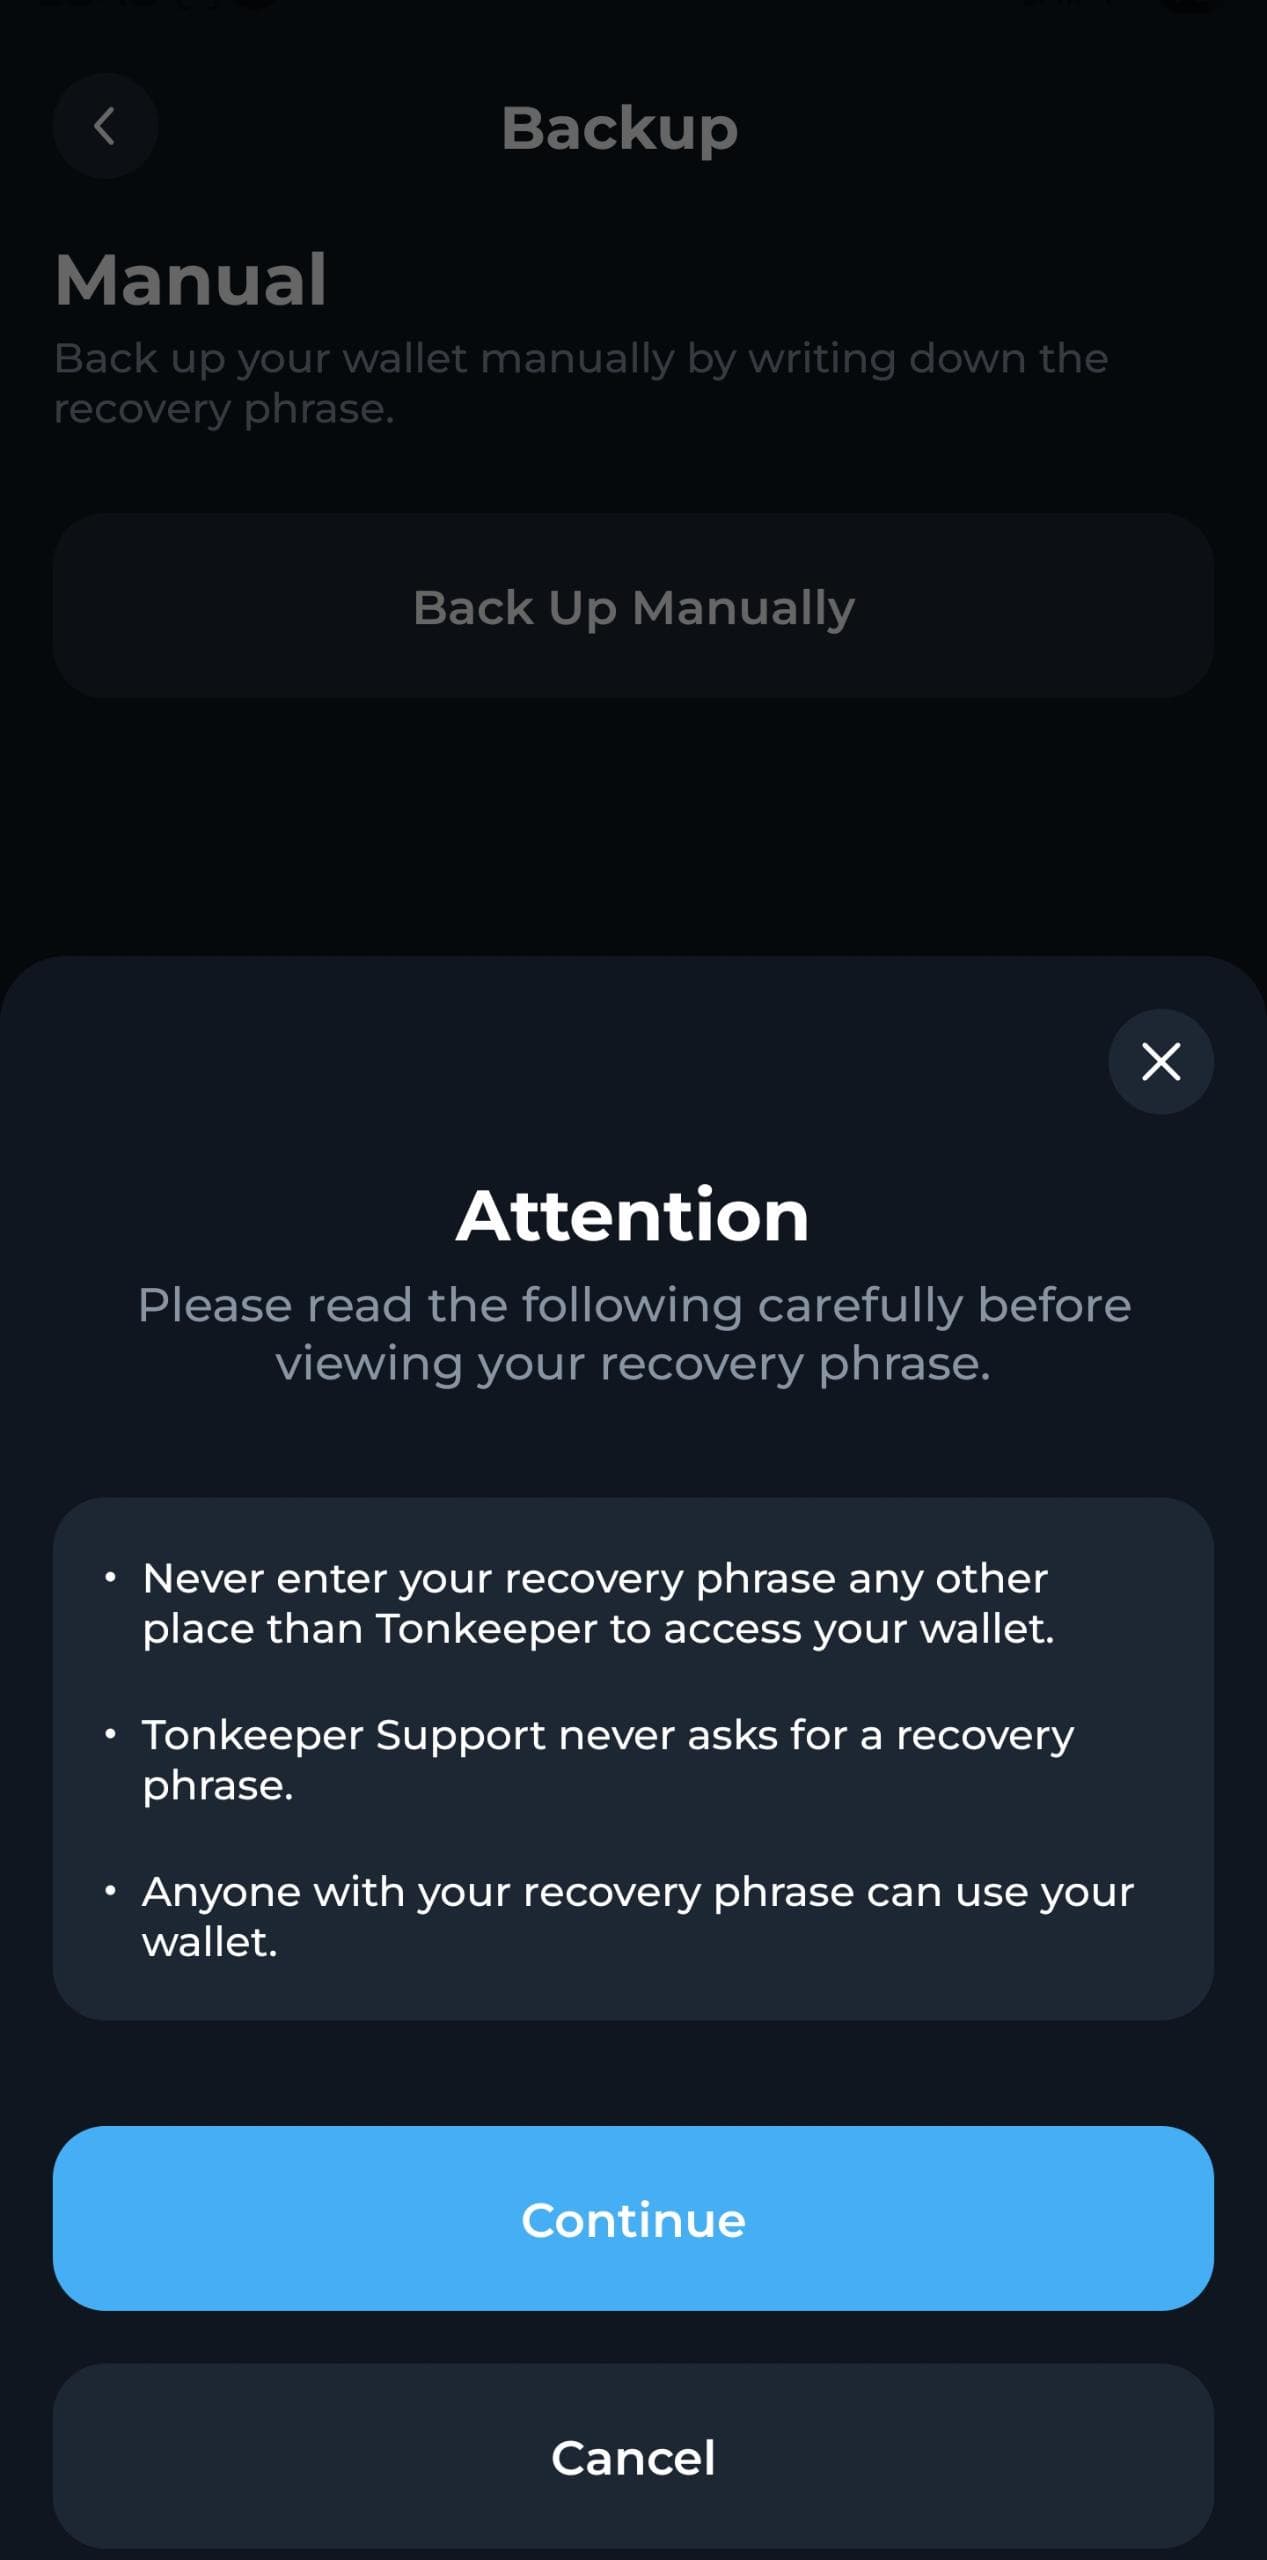 Backup
Manual
Back up your wallet manually by writing down the
recovery phrase.
Back Up Manually
Attention
Please read the following carefully before
viewing your recovery phrase.
• Never enter your recovery phrase any other
place than Tonkeeper to access your wallet.
• Tonkeeper Support never asks for a recovery
phrase.
• Anyone with your recovery phrase can use your
wallet.
Continue
Cancel